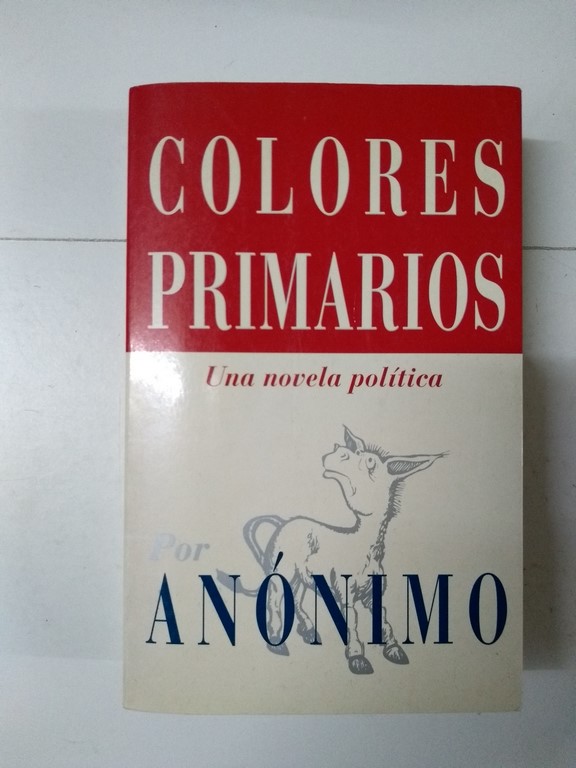 COLORES
PRIMARIOS
Una novela política
Por
ANÓNIMO